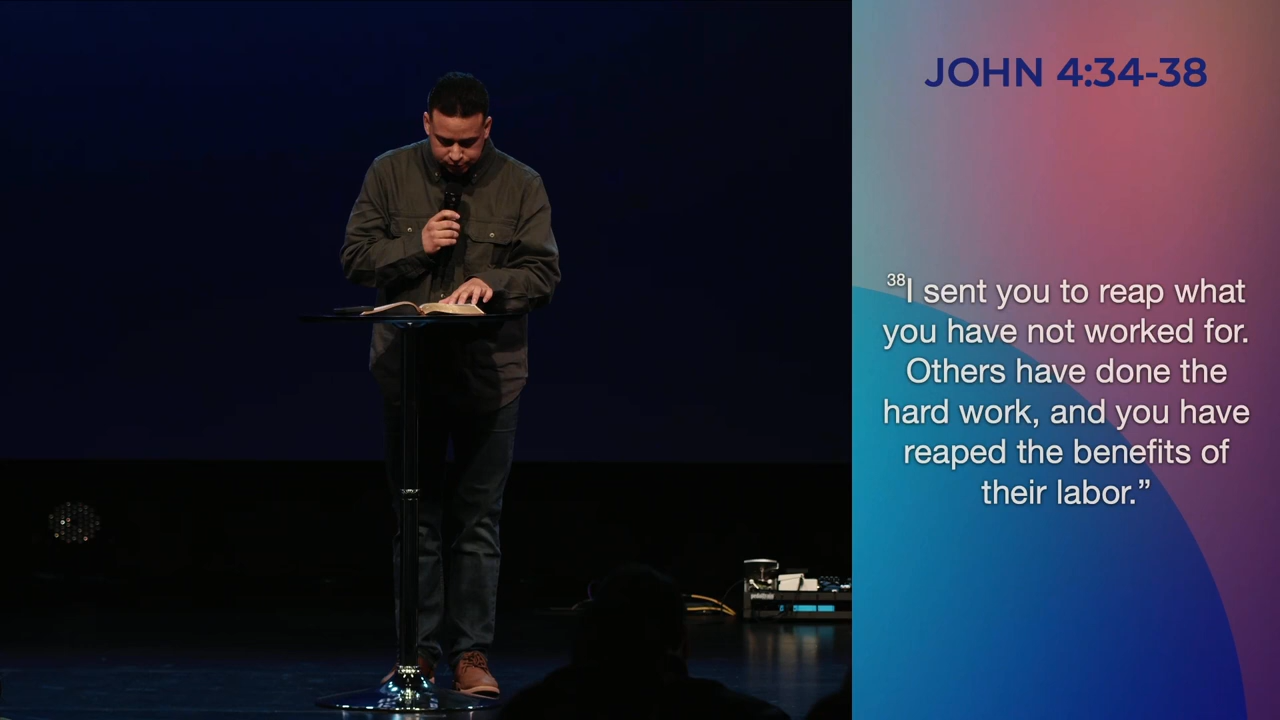 JOHN 4:34-38
³⁸I sent you to reap what
you have not worked for.
Others have done the
hard work, and you have
reaped the benefits of
their labor.”